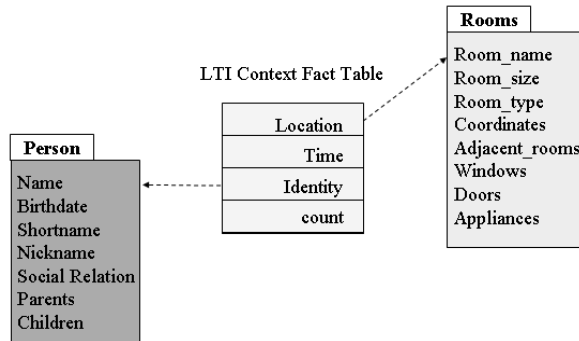 Rooms
Room_name
Room_size
Room_type
Coordinates
Adjacent_rooms
Windows
Doors
Appliances
LTI Context Fact Table
Location
Time
Identity
count
Person
Name
Birthdate
Shortname
Nickname
Social Relation
Parents
Children